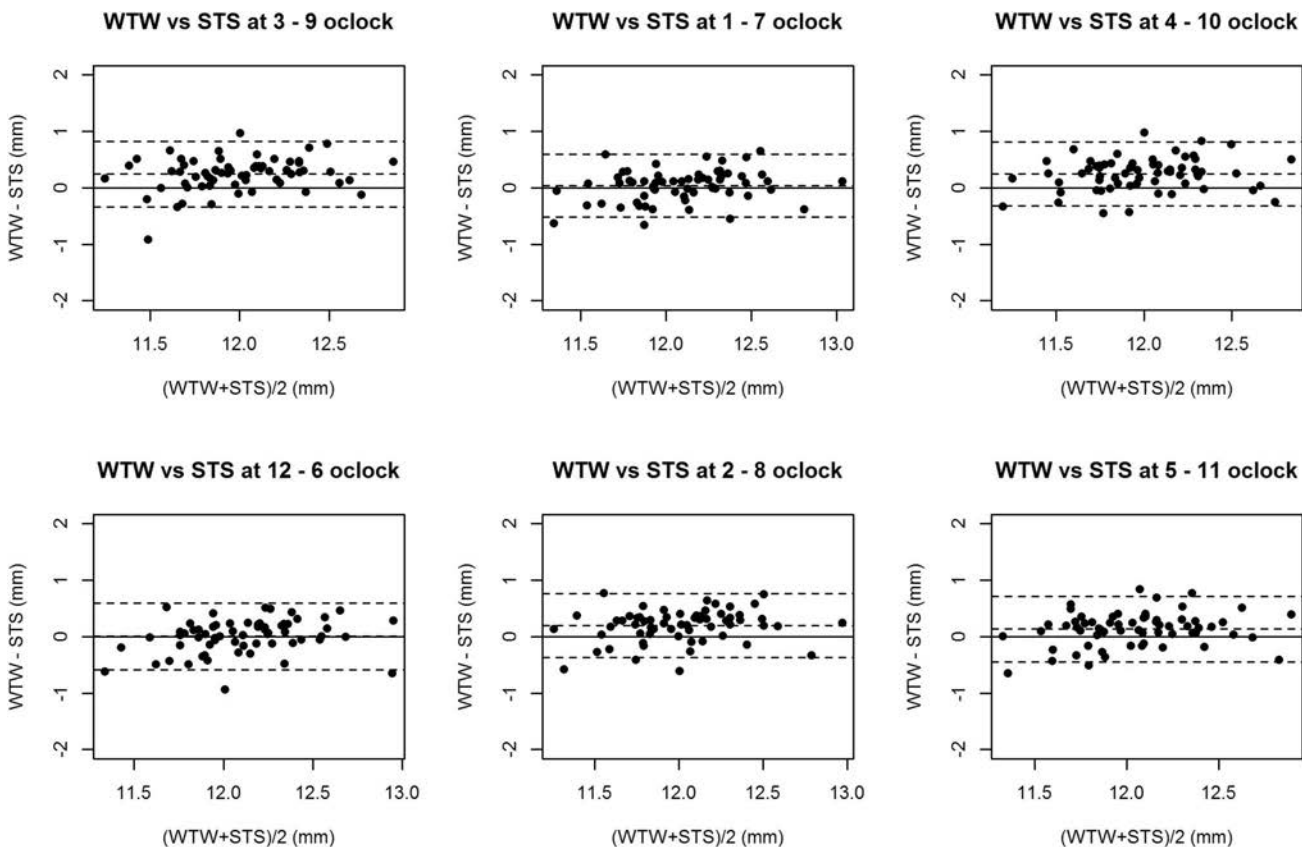 WTW vs STS at 3 - 9 oclock
WTW vs STS at 1 - 7 oclock
WTW vs STS at 4 - 10 oclock
WTW - STS (mm)
2
1
0
-1
-2
11.5 12.0 12.5
(WTW+STS)/2 (mm)
WTW - STS (mm)
2
1
0
-1
-2
11.5 12.0 12.5 13.0
(WTW+STS)/2 (mm)
WTW - STS (mm)
2
1
0
-1
-2
11.5 12.0 12.5
(WTW+STS)/2 (mm)
WTW vs STS at 12 - 6 oclock
WTW vs STS at 2 - 8 oclock
WTW vs STS at 5 - 11 oclock
WTW - STS (mm)
2
1
0
-1
-2
11.5 12.0 12.5 13.0
(WTW+STS)/2 (mm)
WTW - STS (mm)
2
1
0
-1
-2
11.5 12.0 12.5 13.0
(WTW+STS)/2 (mm)
WTW - STS (mm)
2
1
0
-1
-2
11.5 12.0 12.5
(WTW+STS)/2 (mm)